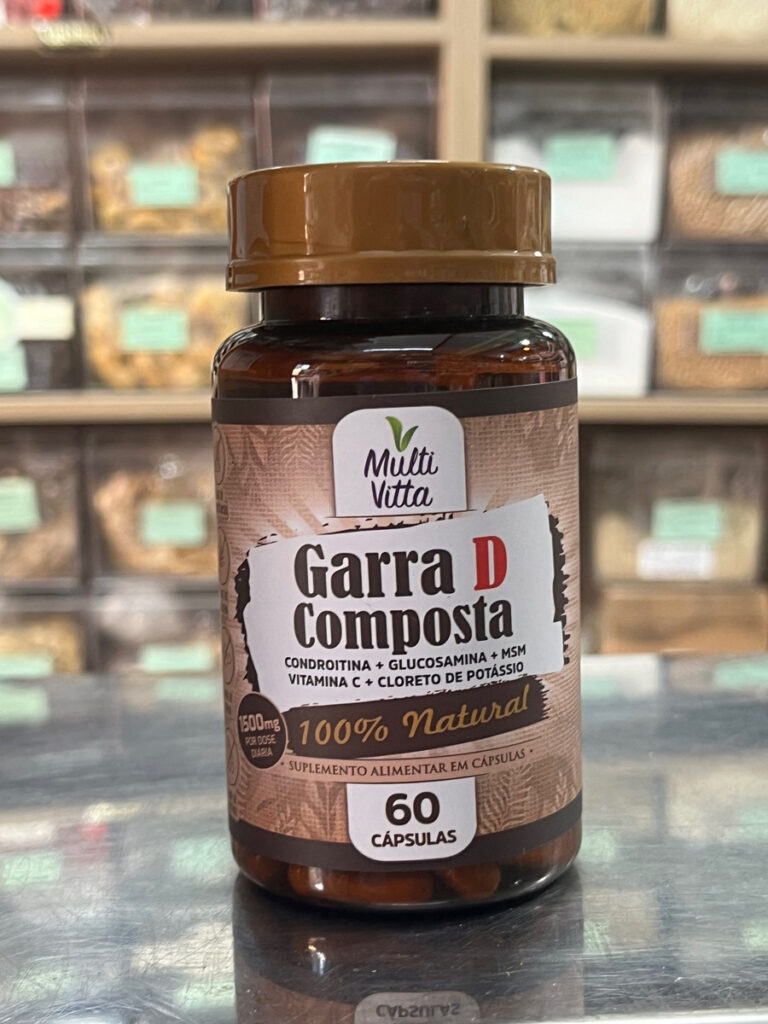 Multi
Vitta
Garra D
Composta
CONDROITINA + GLUCOSAMINA + MSM
VITAMINA C + CLORETO DE POTÁSSIO
1500mg
POR DOSE
DIÁRIA
100% Natural
• SUPLEMENTO ALIMENTAR EM CÁPSULAS •
60
CÁPSULAS
CÁPSULAS